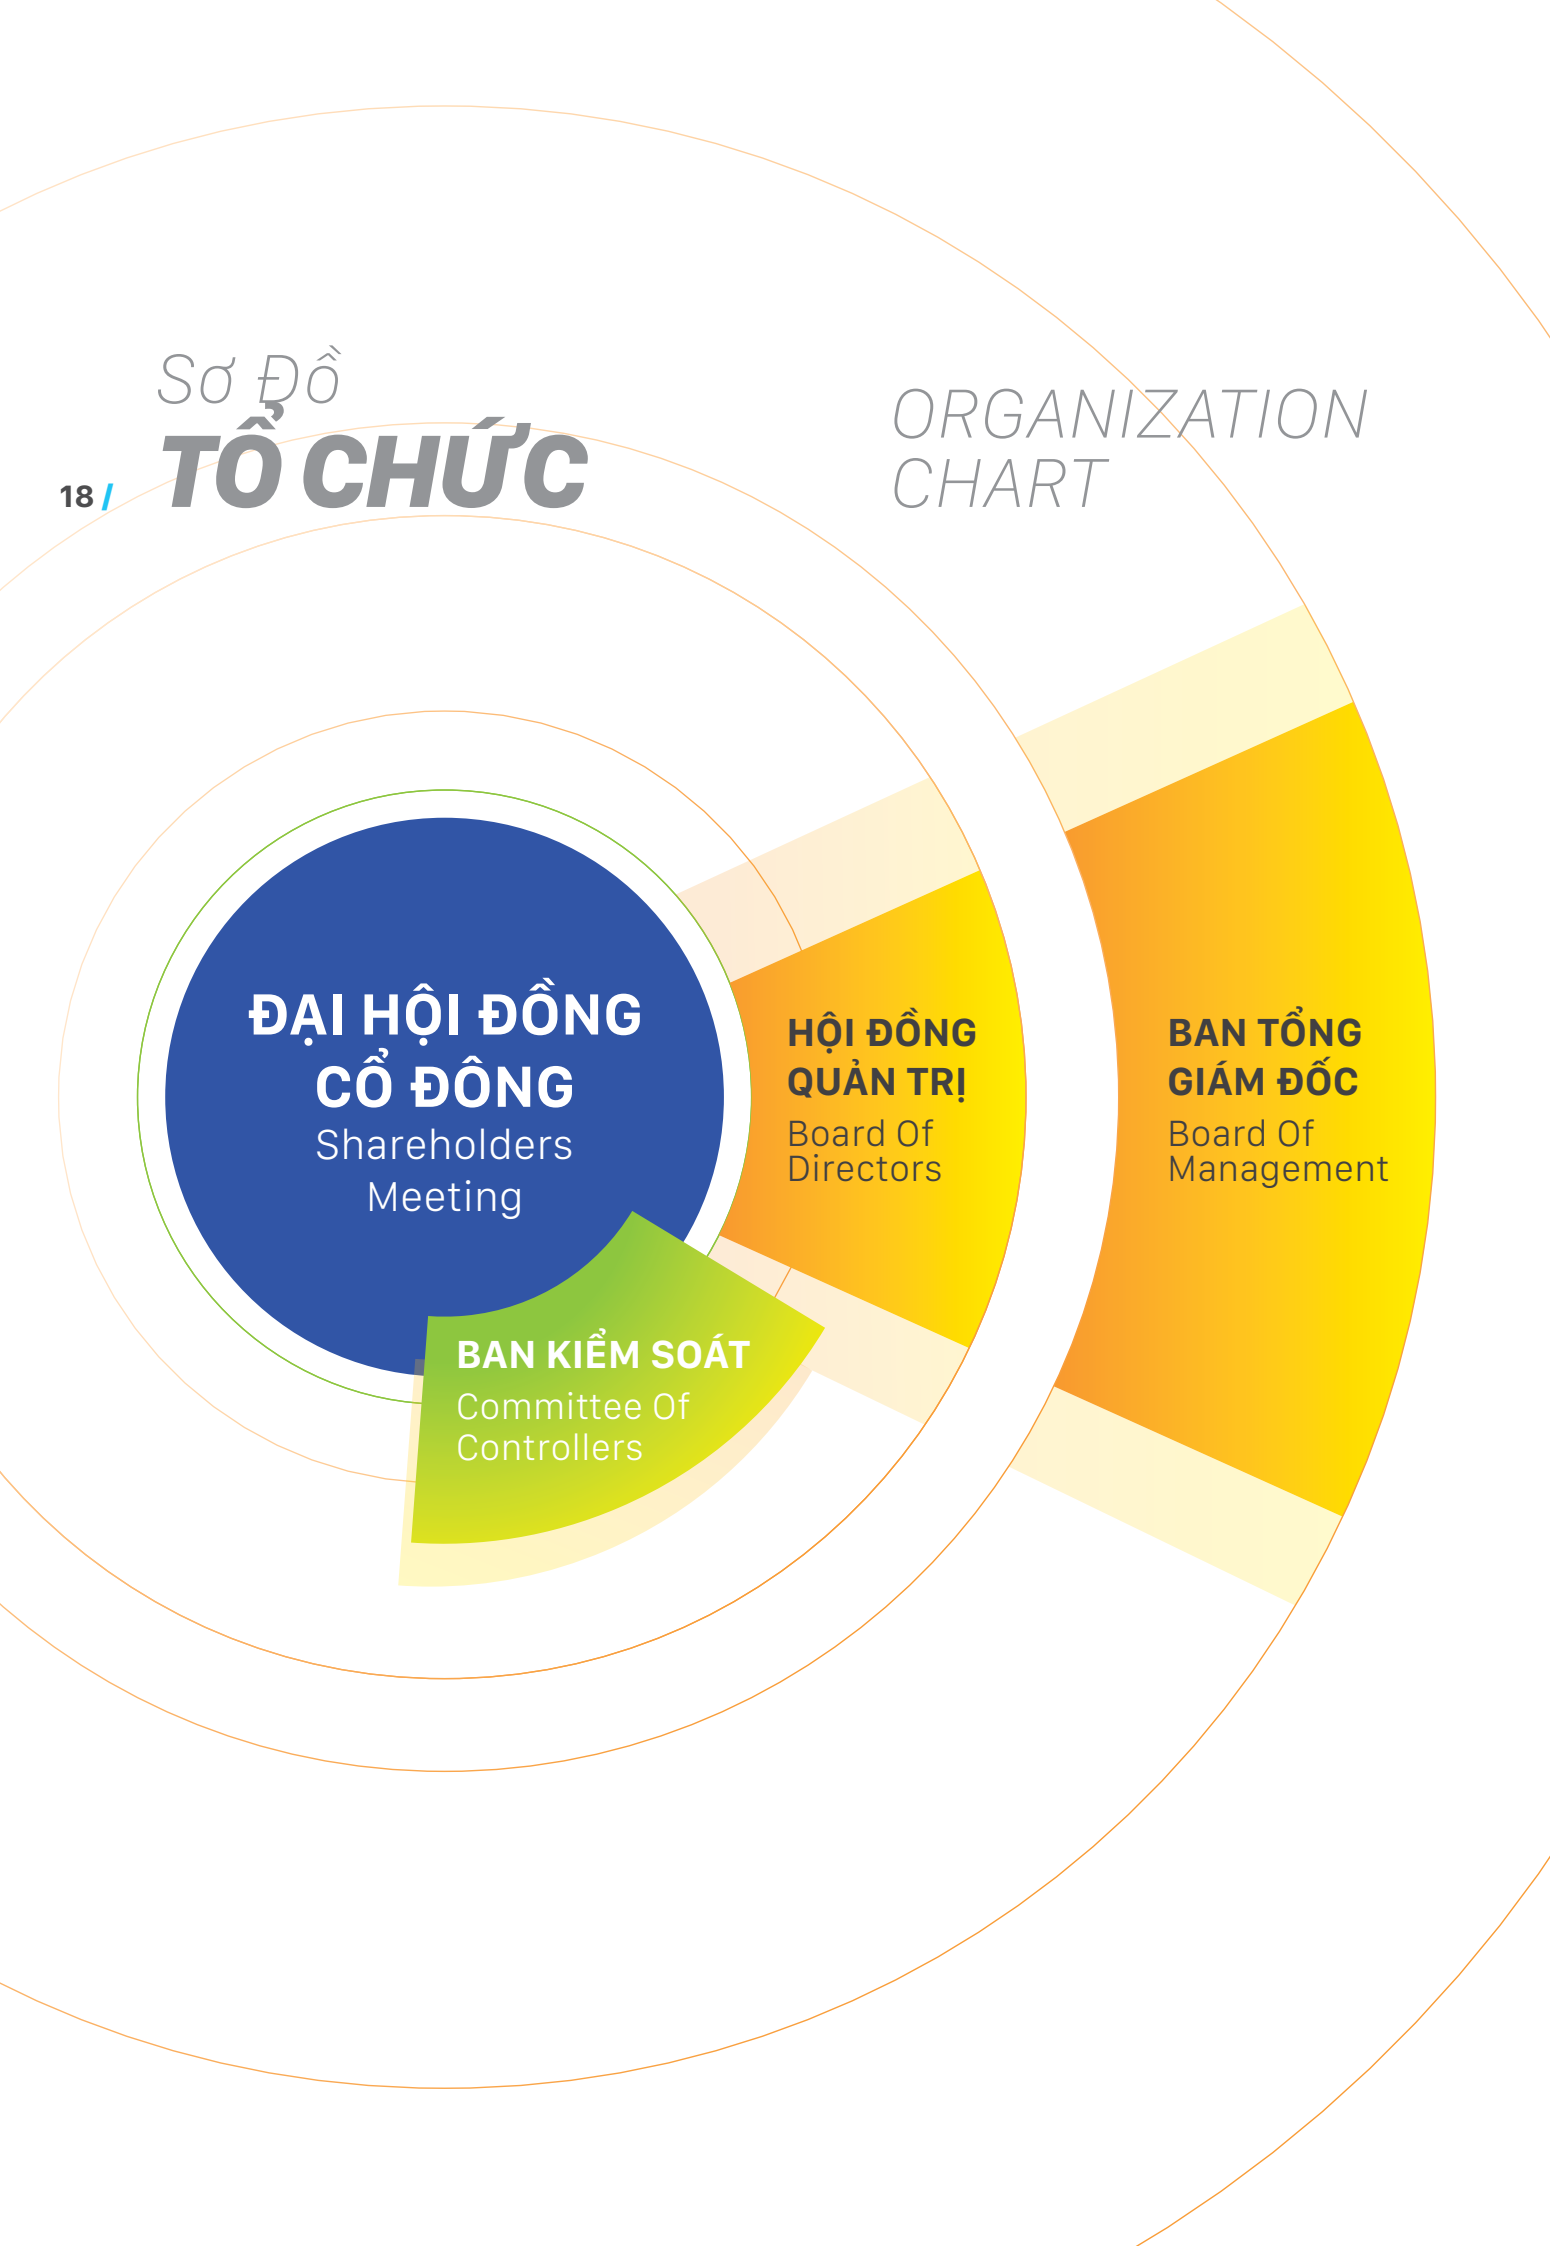 Sơ Đồ
TỔ CHỨC
ORGANIZATION
CHART
18 /
ĐẠI HỘI ĐỒNG
CỔ ĐÔNG
Shareholders
Meeting
HỘI ĐỒNG
QUẢN TRỊ
Board Of
Directors
BAN TỔNG
GIÁM ĐỐC
Board Of
Management
BAN KIỂM SOÁT
Committee Of
Controllers